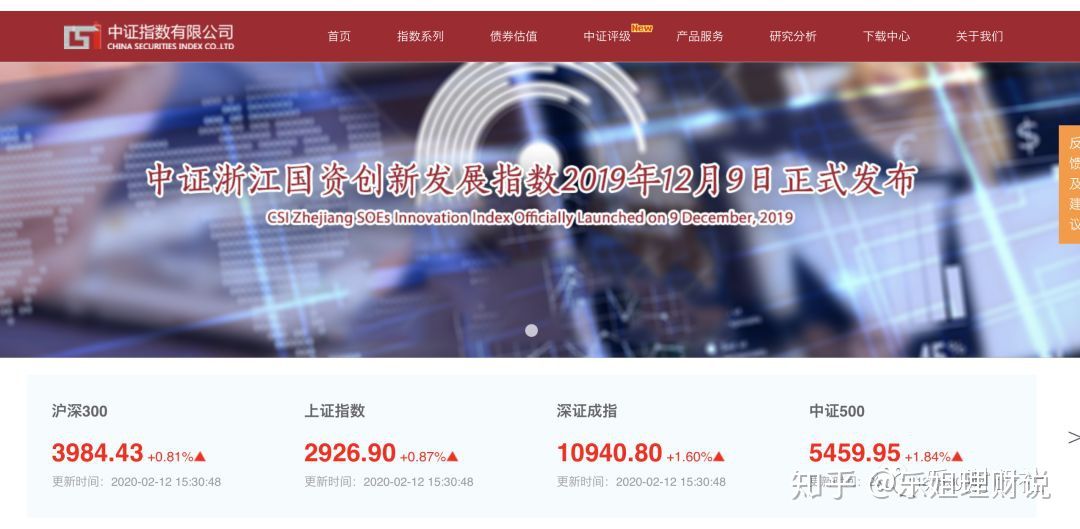 中证指数有限公司
CHINA SECURITIES INDEX CO.,LTD
首页 指数系列 债券估值 中证评级 New 产品服务 研究分析 下载中心 关于我们
中证浙江国资创新发展指数2019年12月9日正式发布
CSI Zhejiang SOEs Innovation Index Officially Launched on 9 December, 2019
反馈及建议
沪深300 上证指数 深证成指 中证500
3984.43 +0.81%▲ 2926.90 +0.87%▲ 10940.80 +1.60%▲ 5459.95 +1.84%▲
>
更新时间：2020-02-12 15:30:48 更新时间：2020-02-12 15:30:48 更新时间：2020-02-12 15:30:48
知乎 @乐姐理财说